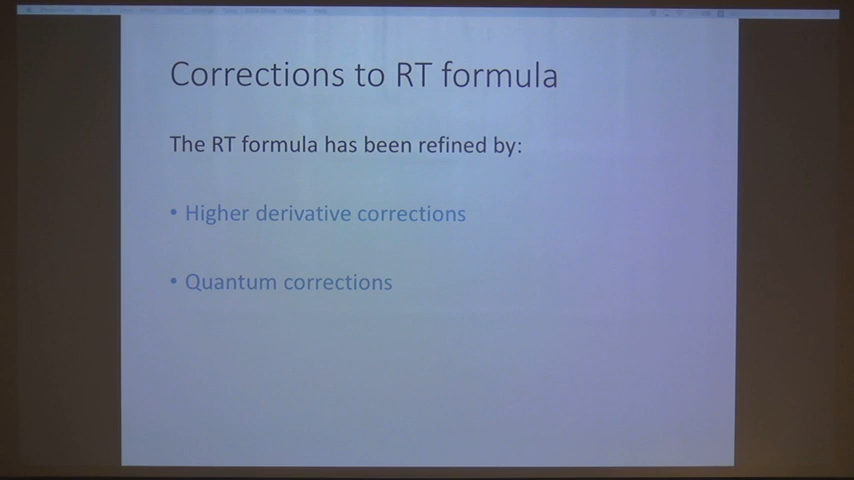 Corrections to RT formula
The RT formula has been refined by:
• Higher derivative corrections
• Quantum corrections